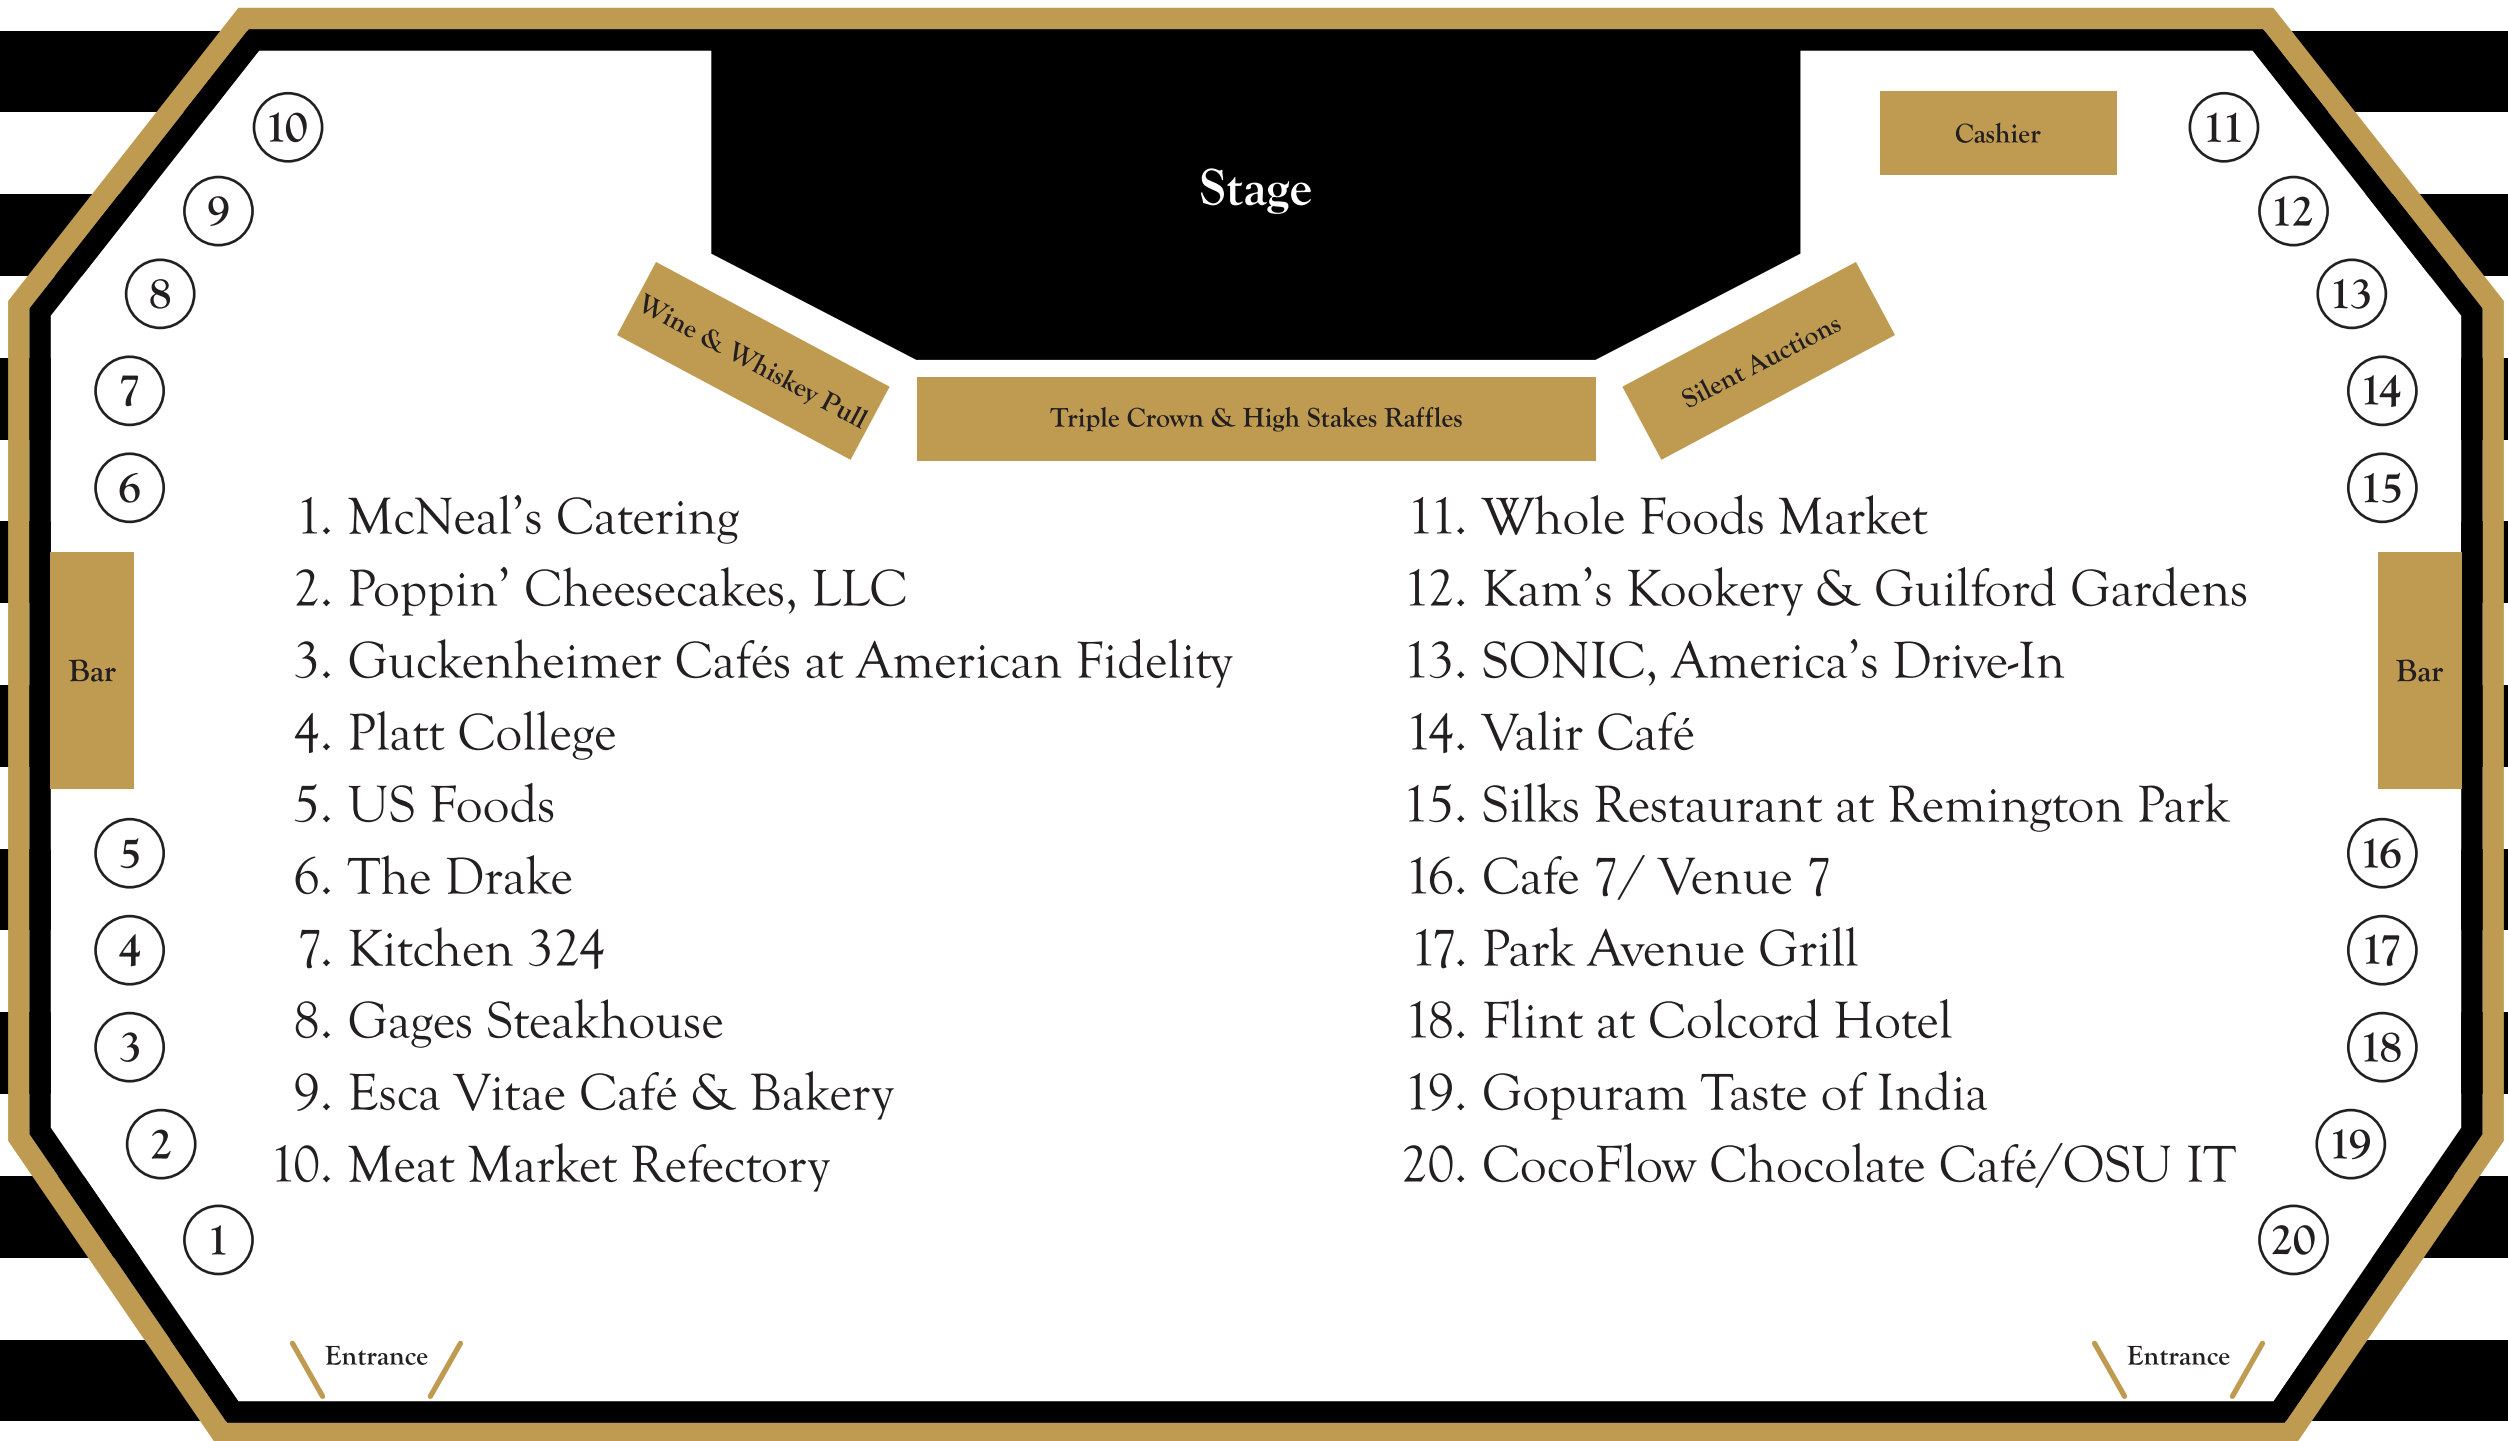 Stage
Cashier
10
9
8
7
6
11
12
13
14
15
Wine & Whiskey Pull
Triple Crown & High Stakes Raffles
Silent Auctions
Bar
Bar
1. McNeal’s Catering
2. Poppin’ Cheesecakes, LLC
3. Guckenheimer Cafés at American Fidelity
4. Platt College
5. US Foods
6. The Drake
7. Kitchen 324
8. Gages Steakhouse
9. Esca Vitae Café & Bakery
10. Meat Market Refectory
11. Whole Foods Market
12. Kam’s Kookery & Guilford Gardens
13. SONIC, America’s Drive-In
14. Valir Café
15. Silks Restaurant at Remington Park
16. Cafe 7/ Venue 7
17. Park Avenue Grill
18. Flint at Colcord Hotel
19. Gopuram Taste of India
20. CocoFlow Chocolate Café/OSU IT
5
4
3
2
1
16
17
18
19
20
Entrance
Entrance